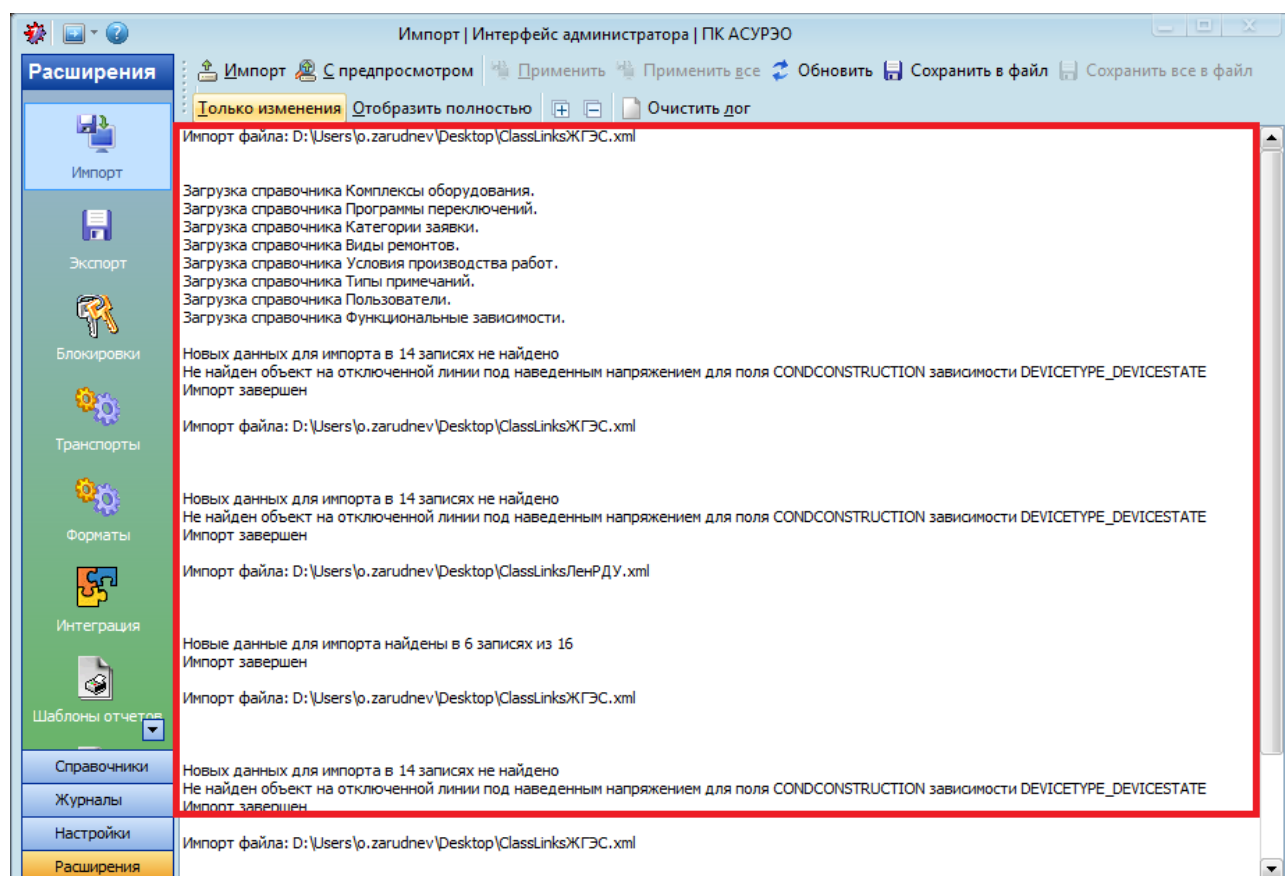 Импорт | Интерфейс администратора | ПК АСУРЭО
Расширения
Импорт С предпросмотром Применить Применить все Обновить Сохранить в файл Сохранить все в файл
Только изменения Отобразить полностью Очистить лог
Импорт
Экспорт
Блокировки
Транспорты
Форматы
Интеграция
Шаблоны отчетов
Справочники
Журналы
Настройки
Расширения
Импорт файла: D:\Users\o.zarudnev\Desktop\ClassLinksЖГЭС.xml
Загрузка справочника Комплексы оборудования.
Загрузка справочника Программы переключений.
Загрузка справочника Категории заявки.
Загрузка справочника Виды ремонтов.
Загрузка справочника Условия производства работ.
Загрузка справочника Типы примечаний.
Загрузка справочника Пользователи.
Загрузка справочника Функциональные зависимости.
Новых данных для импорта в 14 записях не найдено
Не найден объект на отключенной линии под наведенным напряжением для поля CONDCONSTRUCTION зависимости DEVICETYPE_DEVICESTATE
Импорт завершен
Импорт файла: D:\Users\o.zarudnev\Desktop\ClassLinksЖГЭС.xml
Новых данных для импорта в 14 записях не найдено
Не найден объект на отключенной линии под наведенным напряжением для поля CONDCONSTRUCTION зависимости DEVICETYPE_DEVICESTATE
Импорт завершен
Импорт файла: D:\Users\o.zarudnev\Desktop\ClassLinksЛенРДУ.xml
Новые данные для импорта найдены в 6 записях из 16
Импорт завершен
Импорт файла: D:\Users\o.zarudnev\Desktop\ClassLinksЖГЭС.xml
Новых данных для импорта в 14 записях не найдено
Не найден объект на отключенной линии под наведенным напряжением для поля CONDCONSTRUCTION зависимости DEVICETYPE_DEVICESTATE
Импорт завершен
Импорт файла: D:\Users\o.zarudnev\Desktop\ClassLinksЖГЭС.xml